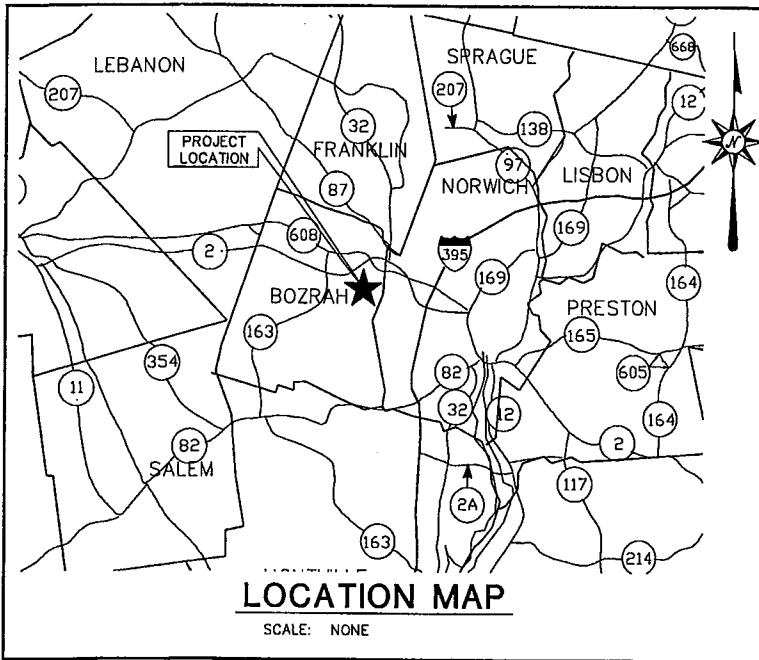 LEBANON
SPRAGUE
668
207
207
12
32
138
PROJECT
LOCATION
FRANKLIN
97
NORWICH
LISBON
N
87
608
169
2
395
169
164
BOZRAH
PRESTON
163
165
354
82
605
11
32
12
164
82
2
SALEM
2A
117
163
214
LOCATION MAP
SCALE: NONE